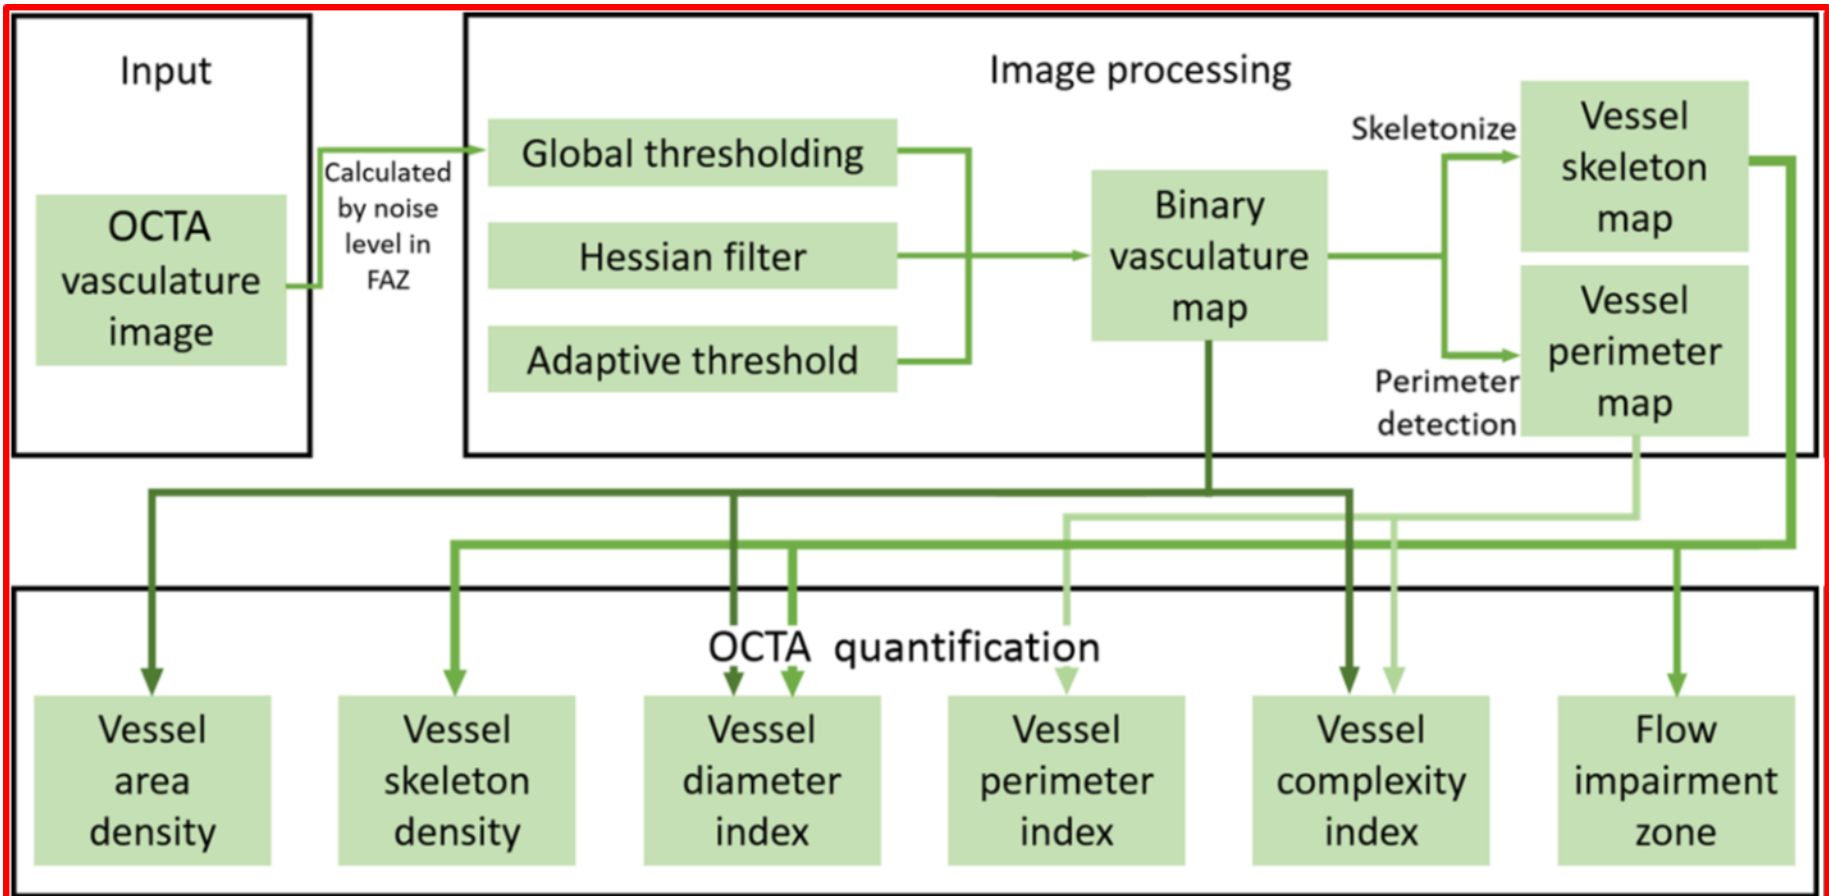 Input
OCTA
vasculature
image
Calculated
by noise
level in
FAZ
Image processing
Global thresholding
Hessian filter
Adaptive threshold
Binary
vasculature
map
Skeletonize
Vessel
skeleton
map
Perimeter
detection
Vessel
perimeter
map
OCTA quantification
Vessel
area
density
Vessel
skeleton
density
Vessel
diameter
index
Vessel
perimeter
index
Vessel
complexity
index
Flow
impairment
zone